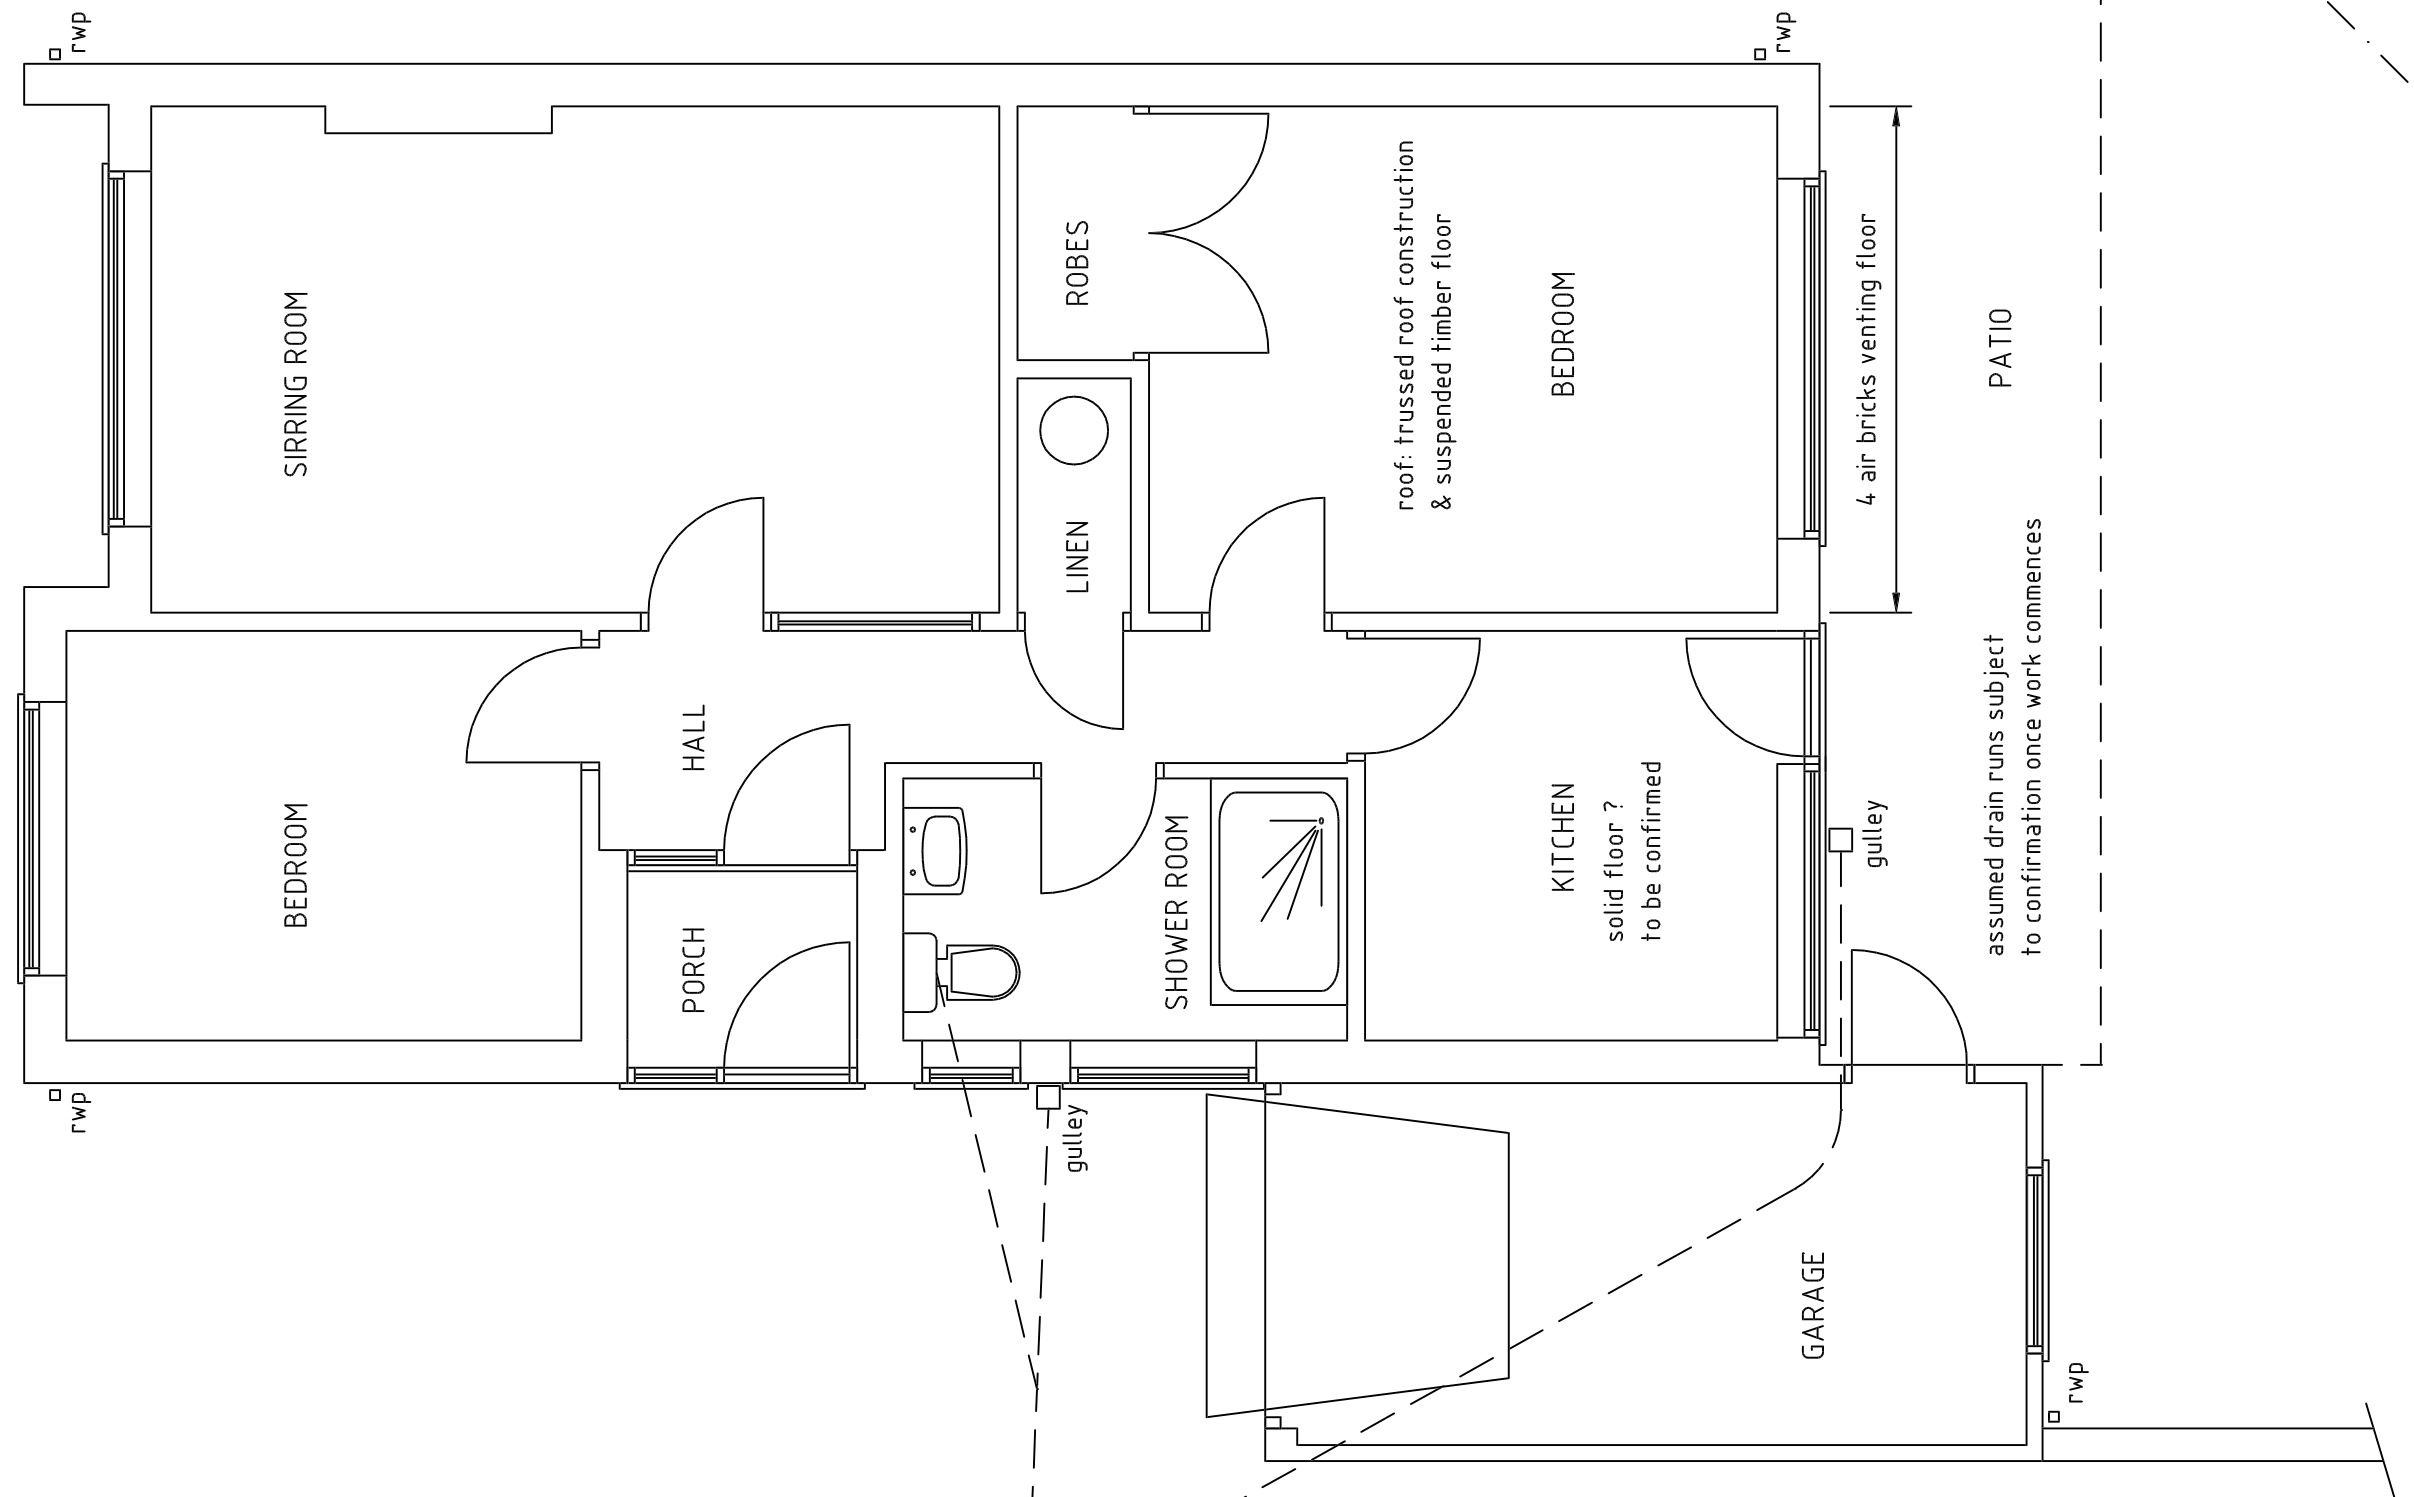 rwp
rwp
SIRRING ROOM
ROBES
roof: trussed roof construction
& suspended timber floor
BEDROOM
4 air bricks venting floor
PATIO
LINEN
HALL
BEDROOM
PORCH
SHOWER ROOM
KITCHEN
solid floor ?
to be confirmed
gulley
assumed drain runs subject
to confirmation once work commences
rwp
gulley
GARAGE
rwp